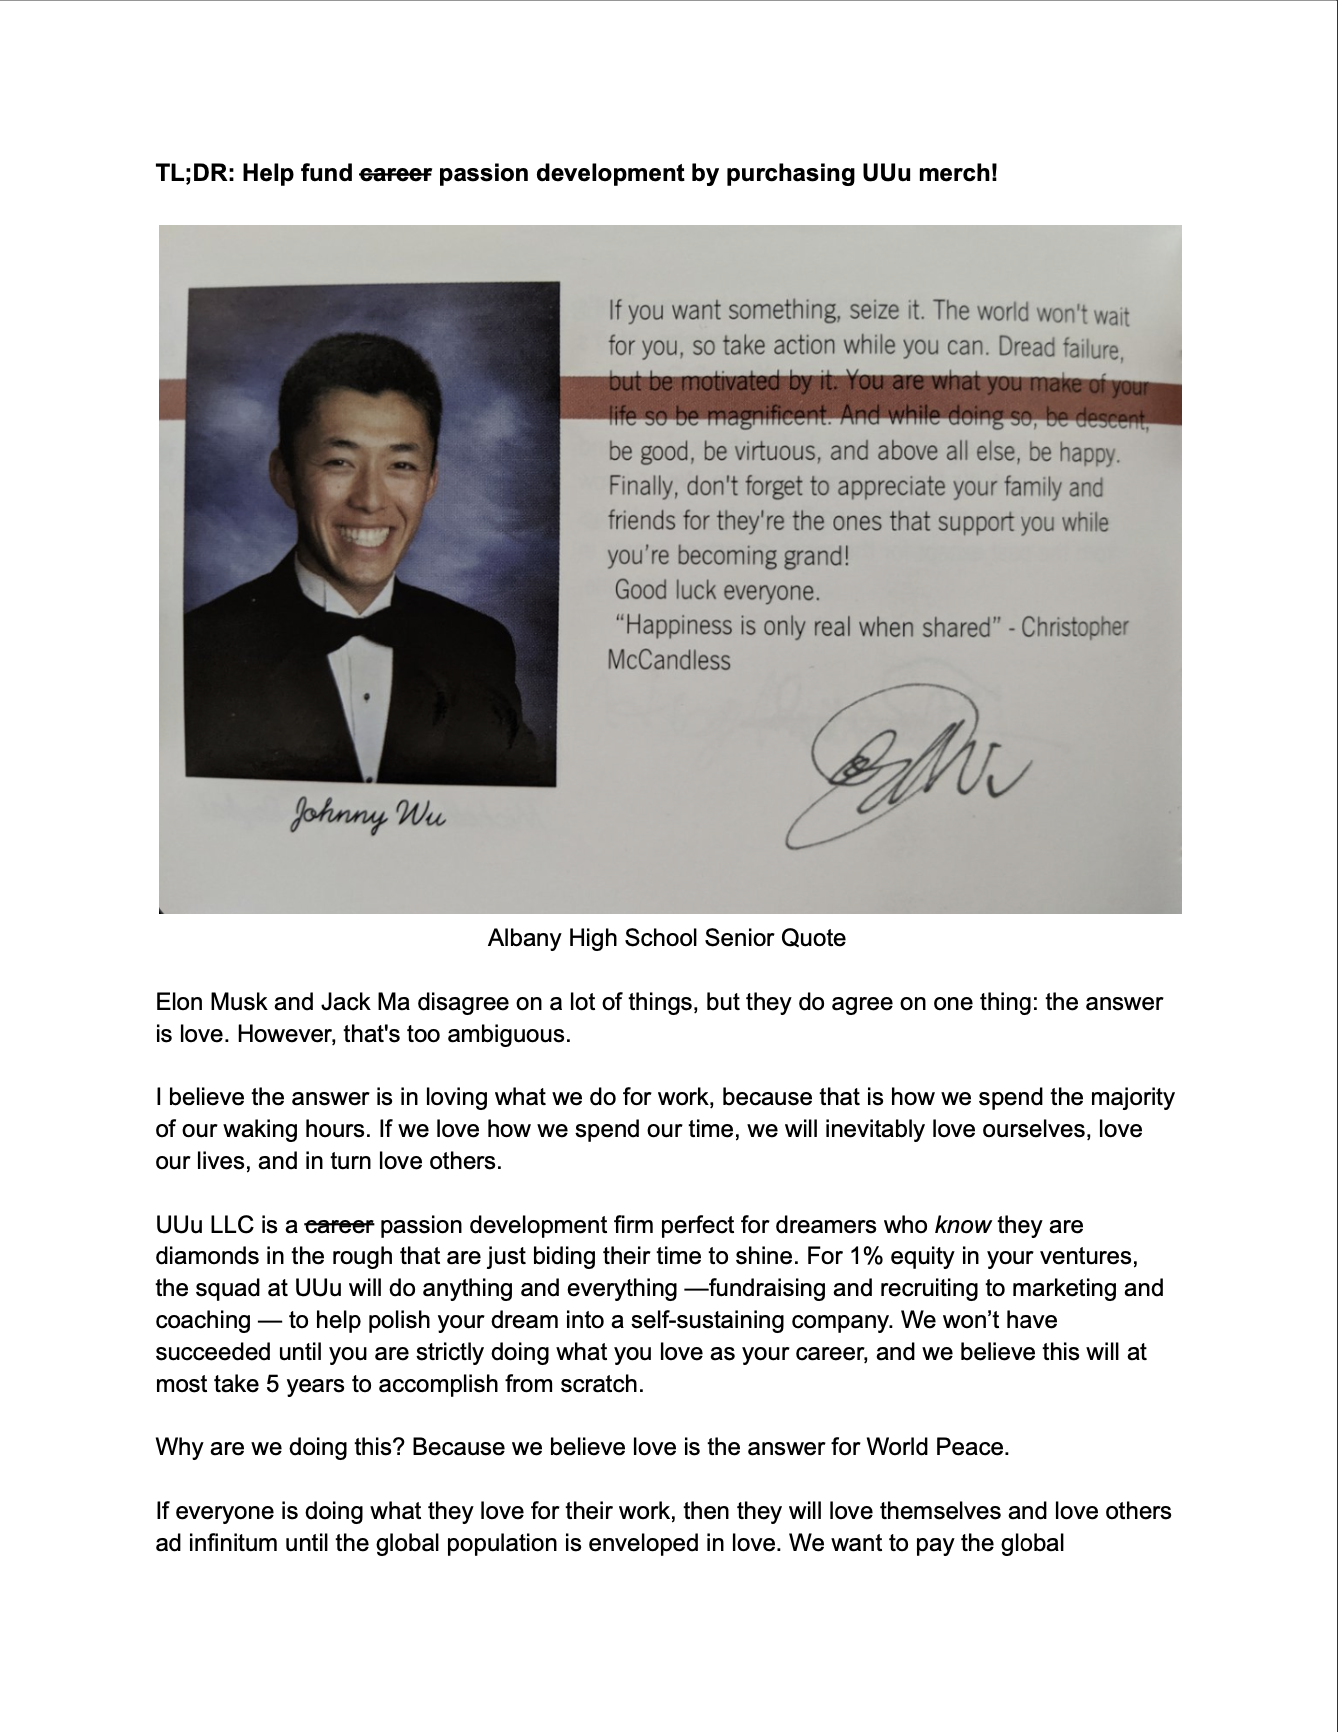 TL;DR: Help fund career passion development by purchasing UUu merch!
If you want something, seize it. The world won't wait
for you, so take action while you can. Dread failure,
but be motivated by it. You are what you make of your
life so be magnificent. And while doing so, be descent,
be good, be virtuous, and above all else, be happy.
Finally, don't forget to appreciate your family and
friends for they're the ones that support you while
you're becoming grand!
Good luck everyone.
“Happiness is only real when shared” - Christopher
McCandless
Johnny Wu
Albany High School Senior Quote
Elon Musk and Jack Ma disagree on a lot of things, but they do agree on one thing: the answer
is love. However, that's too ambiguous.
I believe the answer is in loving what we do for work, because that is how we spend the majority
of our waking hours. If we love how we spend our time, we will inevitably love ourselves, love
our lives, and in turn love others.
UUu LLC is a career passion development firm perfect for dreamers who know they are
diamonds in the rough that are just biding their time to shine. For 1% equity in your ventures,
the squad at UUu will do anything and everything —fundraising and recruiting to marketing and
coaching — to help polish your dream into a self-sustaining company. We won’t have
succeeded until you are strictly doing what you love as your career, and we believe this will at
most take 5 years to accomplish from scratch.
Why are we doing this? Because we believe love is the answer for World Peace.
If everyone is doing what they love for their work, then they will love themselves and love others
ad infinitum until the global population is enveloped in love. We want to pay the global